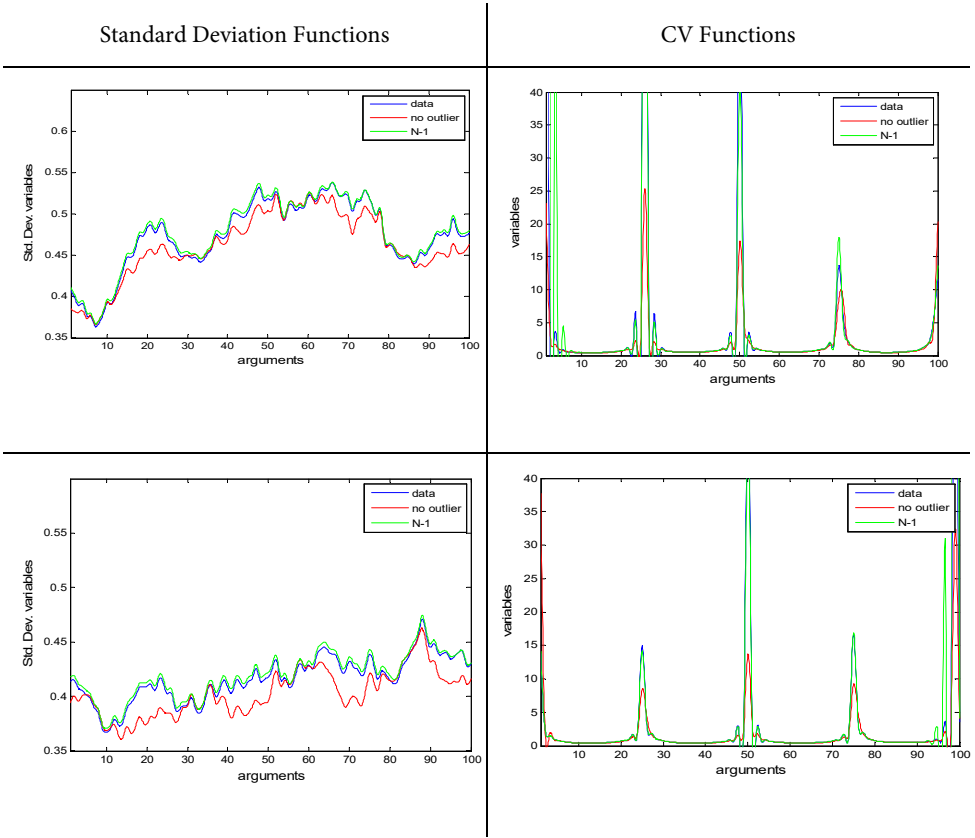 Standard Deviation Functions
CV Functions
data
no outlier
N-1
Std. Dev. variables
0.6
0.55
0.5
0.45
0.4
0.35
10 20 30 40 50 60 70 80 90 100
arguments
data
no outlier
N-1
variables
40
35
30
25
20
15
10
5
0
10 20 30 40 50 60 70 80 90 100
arguments
data
no outlier
N-1
Std. Dev. variables
0.55
0.5
0.45
0.4
0.35
10 20 30 40 50 60 70 80 90 100
arguments
data
no outlier
N-1
variables
40
35
30
25
20
15
10
5
0
10 20 30 40 50 60 70 80 90 100
arguments